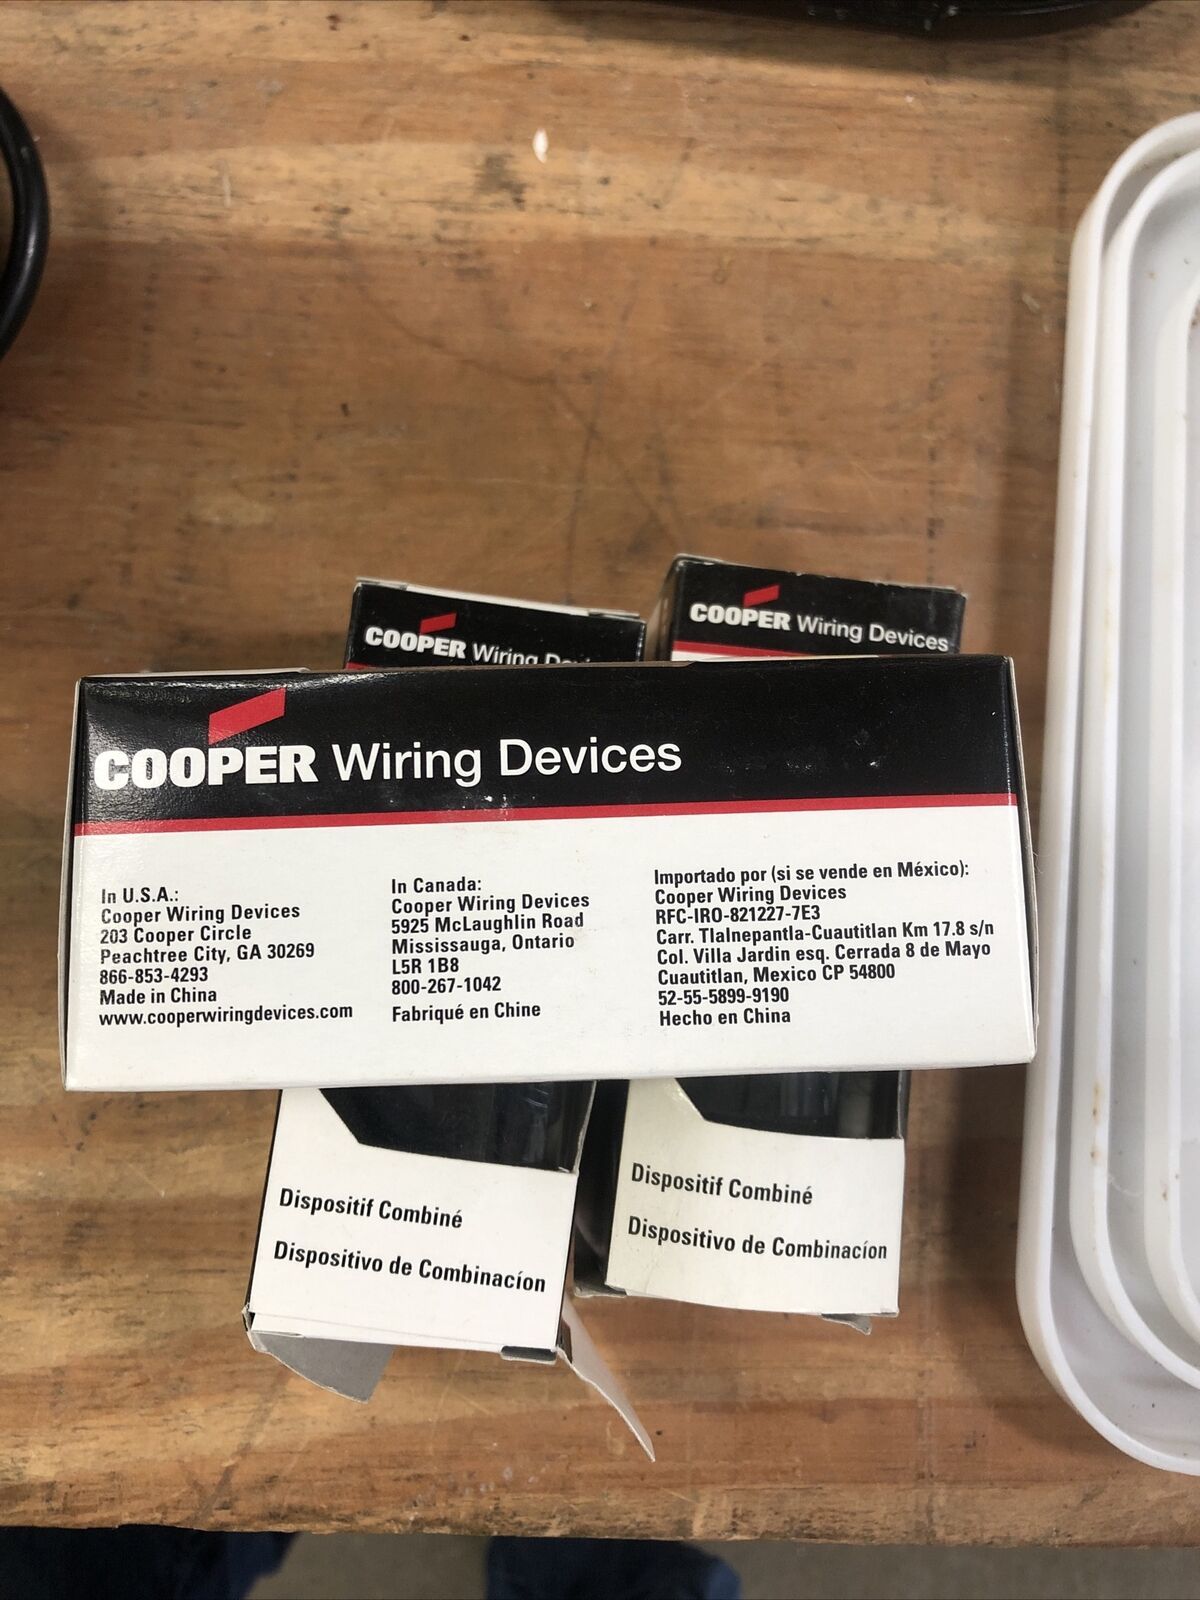 COOPER Wiring
COOPER Wiring Devices
COOPER Wiring Devices
In U.S.A.:
Cooper Wiring Devices
203 Cooper Circle
Peachtree City, GA 30269
866-853-4293
Made in China
www.cooperwiringdevices.com
In Canada:
Cooper Wiring Devices
5925 McLaughlin Road
Mississauga, Ontario
L5R 1B8
800-267-1042
Fabriqué en Chine
Importado por (si se vende en México):
Cooper Wiring Devices
RFC-IRO-821227-7E3
Carr. Tlalnepantla-Cuautitlan Km 17.8 s/n
Col. Villa Jardin esq. Cerrada 8 de Mayo
Cuautitlan, Mexico CP 54800
52-55-5899-9190
Hecho en China
Dispositif Combiné
Dispositivo de Combinacíon
Dispositif Combiné
Dispositivo de Combinacíon